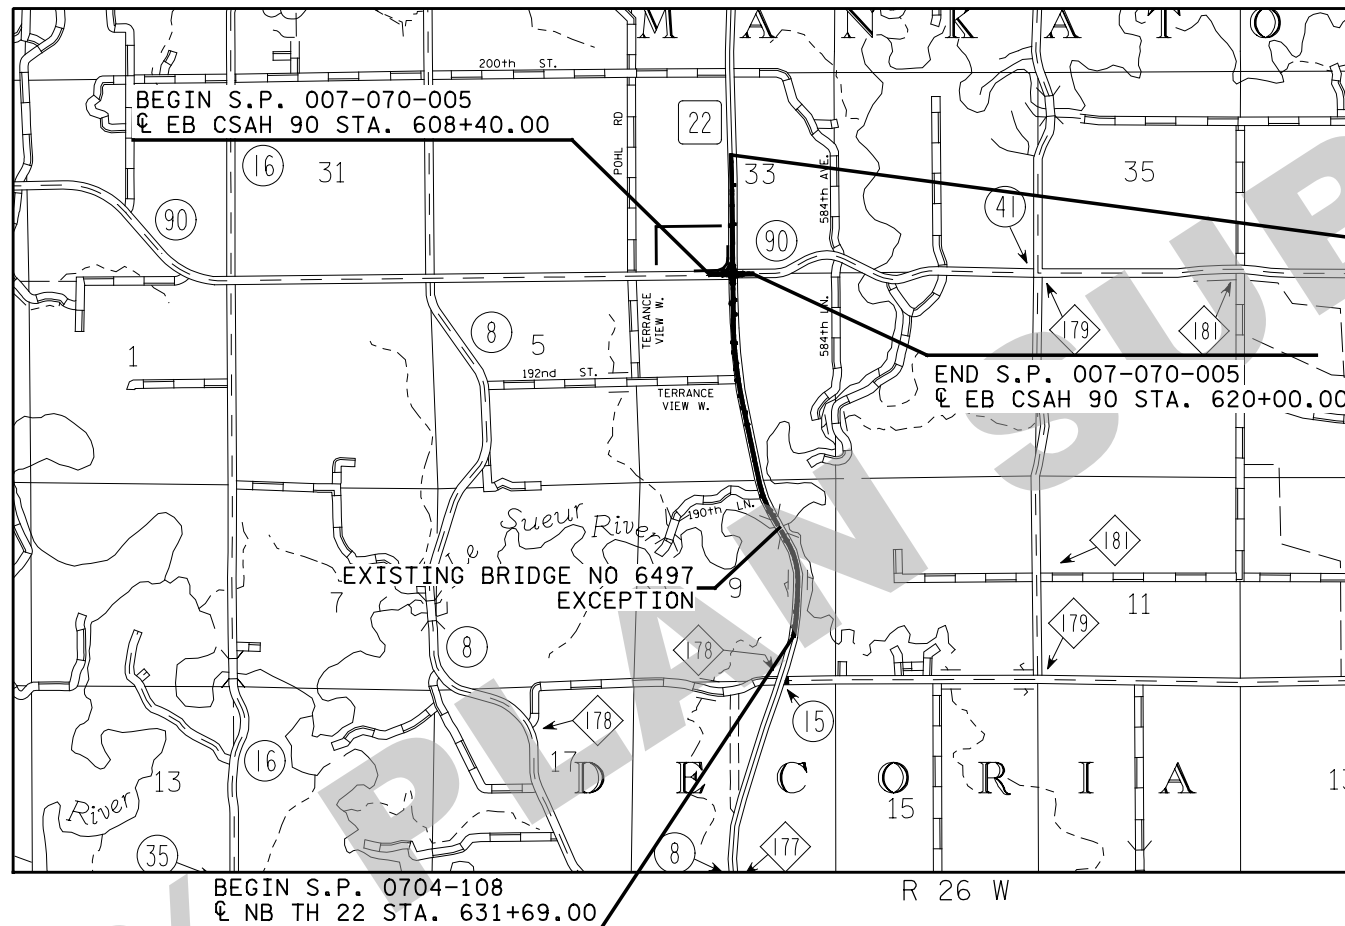 M A N K A T O
200th ST.
BEGIN S.P. 007-070-005
℄ EB CSAH 90 STA. 608+40.00
22
POHL RD
16
31
33
35
584th AVE.
41
90
90
8
5
1
TERRANCE
VIEW W.
584th LN.
179
181
192nd ST.
TERRANCE
VIEW W.
END S.P. 007-070-005
℄ EB CSAH 90 STA. 620+00.00
PLAN SUB
190th LN.
Le Sueur River
EXISTING BRIDGE NO 6497
EXCEPTION
7
9
181
11
179
8
178
178
15
16
17
13
D E C O R I A
15
River
35
8
177
BEGIN S.P. 0704-108
℄ NB TH 22 STA. 631+69.00
R 26 W